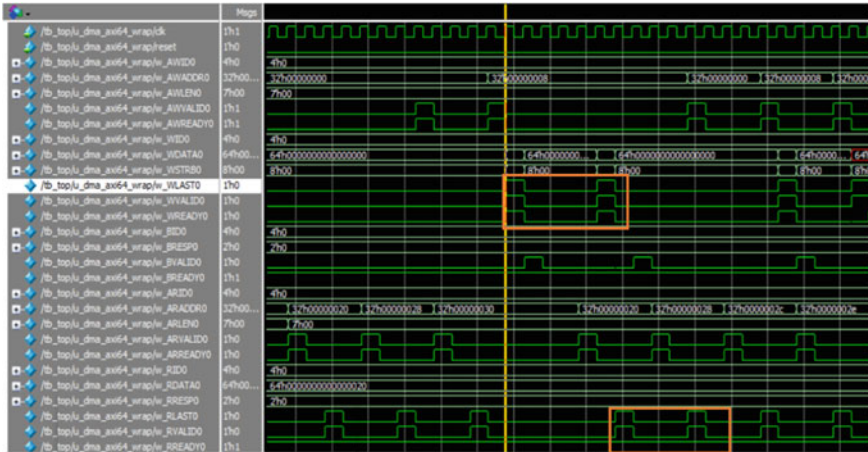 Msgs
/tb_top/u_dma_axi64_wrap/clk 1'h1
/tb_top/u_dma_axi64_wrap/reset 1'h0
/tb_top/u_dma_axi64_wrap/w_AWID0 4'h0 4'h0
/tb_top/u_dma_axi64_wrap/w_AWADDR0 32'h00... 32'h00000000 32'h00000008 32'h00000000 32'h00000008
/tb_top/u_dma_axi64_wrap/w_AWLEN0 7'h00 7'h00
/tb_top/u_dma_axi64_wrap/w_AWVALID0 1'h1
/tb_top/u_dma_axi64_wrap/w_AWREADY0 1'h1
/tb_top/u_dma_axi64_wrap/w_WID0 4'h0 4'h0
/tb_top/u_dma_axi64_wrap/w_WDATA0 64'h00... 64'h0000000000000000 64'h0000000... 64'h0000000000000000 64'h0000...
/tb_top/u_dma_axi64_wrap/w_WSTRB0 8'h00 8'h00 8'h00 8'h00 8'h00
/tb_top/u_dma_axi64_wrap/w_WLAST0 1'h0
/tb_top/u_dma_axi64_wrap/w_WVALID0 1'h0
/tb_top/u_dma_axi64_wrap/w_WREADY0 1'h0
/tb_top/u_dma_axi64_wrap/w_BID0 4'h0 4'h0
/tb_top/u_dma_axi64_wrap/w_BRESP0 2'h0 2'h0
/tb_top/u_dma_axi64_wrap/w_BVALID0 1'h0
/tb_top/u_dma_axi64_wrap/w_BREADY0 1'h1
/tb_top/u_dma_axi64_wrap/w_ARID0 4'h0 4'h0
/tb_top/u_dma_axi64_wrap/w_ARADDR0 32'h00... 32'h00000020 32'h00000028 32'h00000030 32'h00000020 32'h00000028 32'h0000002c 32'h0000002e
/tb_top/u_dma_axi64_wrap/w_ARLEN0 7'h00 7'h00
/tb_top/u_dma_axi64_wrap/w_ARVALID0 1'h0
/tb_top/u_dma_axi64_wrap/w_ARREADY0 1'h0
/tb_top/u_dma_axi64_wrap/w_RID0 4'h0 4'h0
/tb_top/u_dma_axi64_wrap/w_RDATA0 64'h00... 64'h0000000000000020
/tb_top/u_dma_axi64_wrap/w_RRESP0 2'h0 2'h0
/tb_top/u_dma_axi64_wrap/w_RLAST0 1'h0
/tb_top/u_dma_axi64_wrap/w_RVALID0 1'h0
/tb_top/u_dma_axi64_wrap/w_RREADY0 1'h1